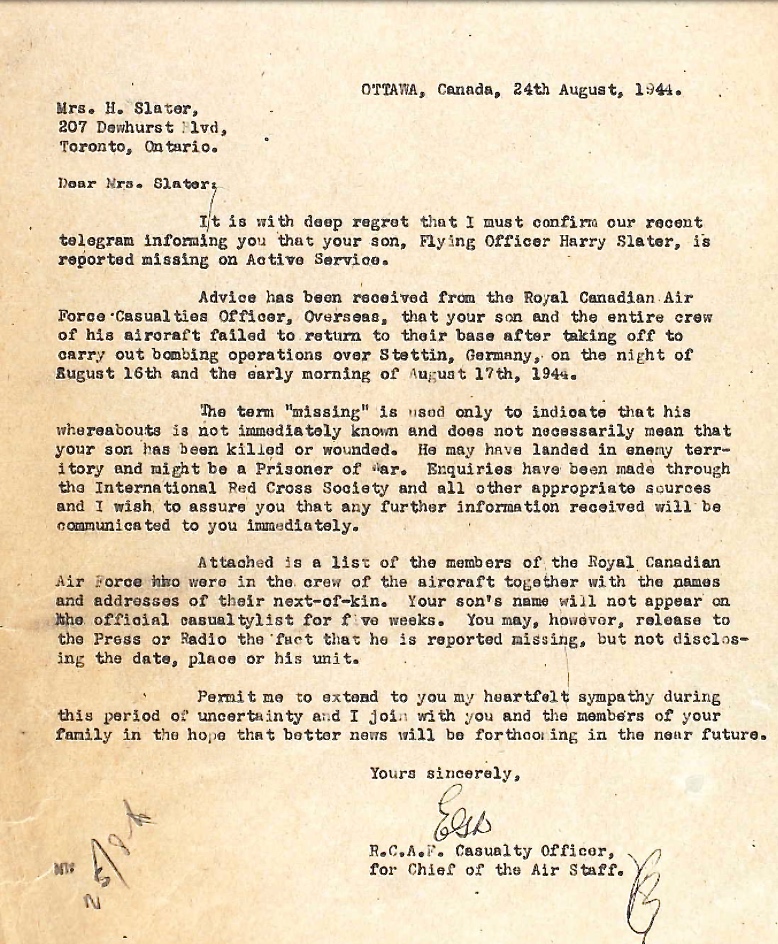 OTTAWA, Canada, 24th August, 1944.
Mrs. H. Slater,
207 Dewhurst Blvd,
Toronto, Ontario.
Dear Mrs. Slater:
It is with deep regret that I must confirm our recent
telegram informing you that your son, Flying Officer Harry Slater, is
reported missing on Active Service.
Advice has been received from the Royal Canadian Air
Force Casualties Officer, Overseas, that your son and the entire crew
of his aircraft failed to return to their base after taking off to
carry out bombing operations over Stettin, Germany, on the night of
August 16th and the early morning of August 17th, 1944.
The term "missing" is used only to indicate that his
whereabouts is not immediately known and does not necessarily mean that
your son has been killed or wounded. He may have landed in enemy terr-
itory and might be a Prisoner of War. Enquiries have been made through
the International Red Cross Society and all other appropriate sources
and I wish to assure you that any further information received will be
communicated to you immediately.
Attached is a list of the members of the Royal Canadian
Air Force who were in the crew of the aircraft together with the names
and addresses of their next-of-kin. Your son's name will not appear on
the official casualtylist for five weeks. You may, however, release to
the Press or Radio the fact that he is reported missing, but not disclos-
ing the date, place or his unit.
Permit me to extend to you my heartfelt sympathy during
this period of uncertainty and I join with you and the members of your
family in the hope that better news will be forthcoming in the near future.
Yours sincerely,
R.C.A.F. Casualty Officer,
for Chief of the Air Staff.